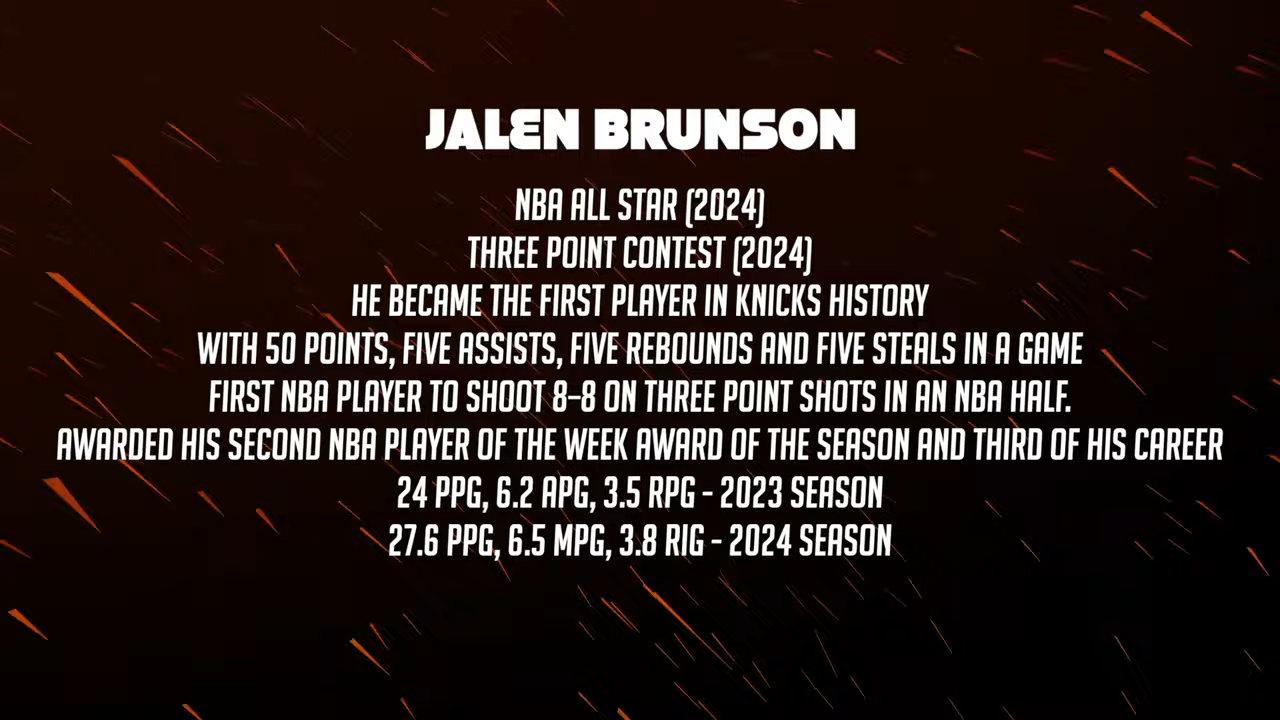 JALEN BRUNSON
NBA ALL STAR (2024)
THREE POINT CONTEST (2024)
HE BECAME THE FIRST PLAYER IN KNICKS HISTORY
WITH 50 POINTS, FIVE ASSISTS, FIVE REBOUNDS AND FIVE STEALS IN A GAME
FIRST NBA PLAYER TO SHOOT 8-8 ON THREE POINT SHOTS IN AN NBA HALF.
AWARDED HIS SECOND NBA PLAYER OF THE WEEK AWARD OF THE SEASON AND THIRD OF HIS CAREER
24 PPG, 6.2 APG, 3.5 RPG - 2023 SEASON
27.6 PPG, 6.5 MPG, 3.8 RIG - 2024 SEASON